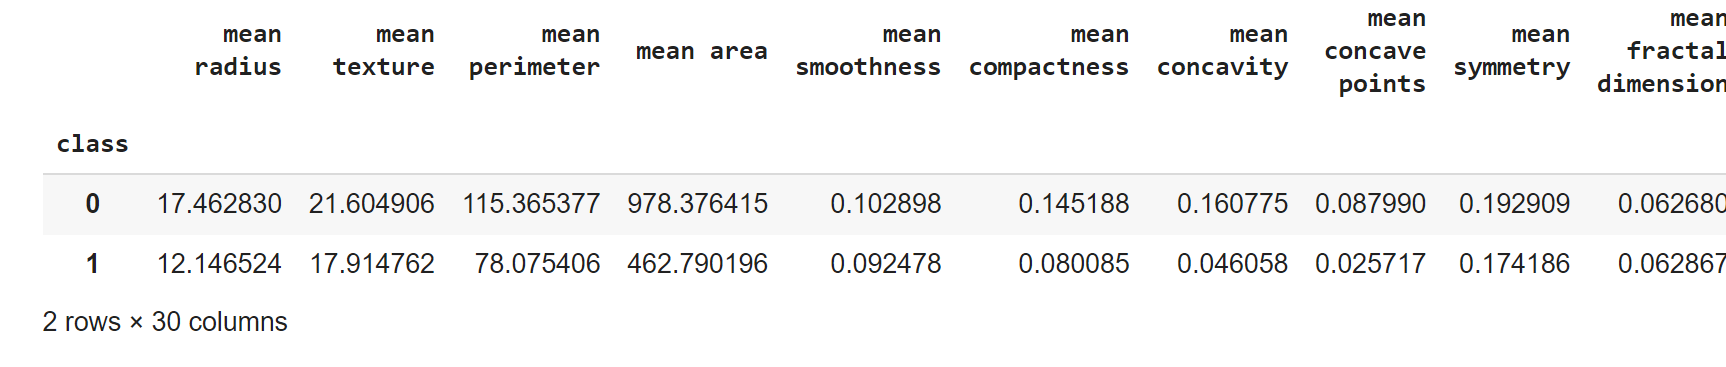 mean radius mean texture mean perimeter mean area mean smoothness mean compactness mean concavity mean concave points mean symmetry mean fractal dimension
class
0 17.462830 21.604906 115.365377 978.376415 0.102898 0.145188 0.160775 0.087990 0.192909 0.062680
1 12.146524 17.914762 78.075406 462.790196 0.092478 0.080085 0.046058 0.025717 0.174186 0.062867
2 rows × 30 columns